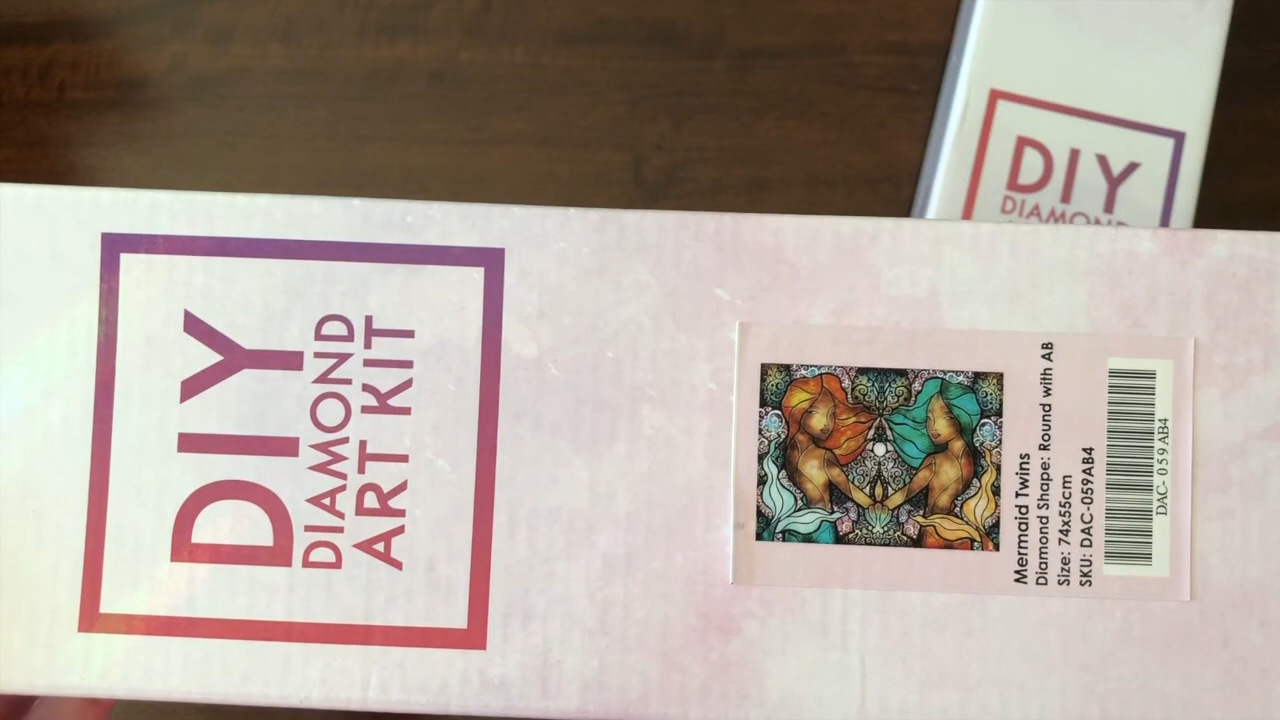 DIY
DIAMOND
ART KIT
DIY
DIAMOND
Mermaid Twins
Diamond Shape: Round with AB
Size: 74x55cm
SKU: DAC-059AB4
DAC- 059AB4